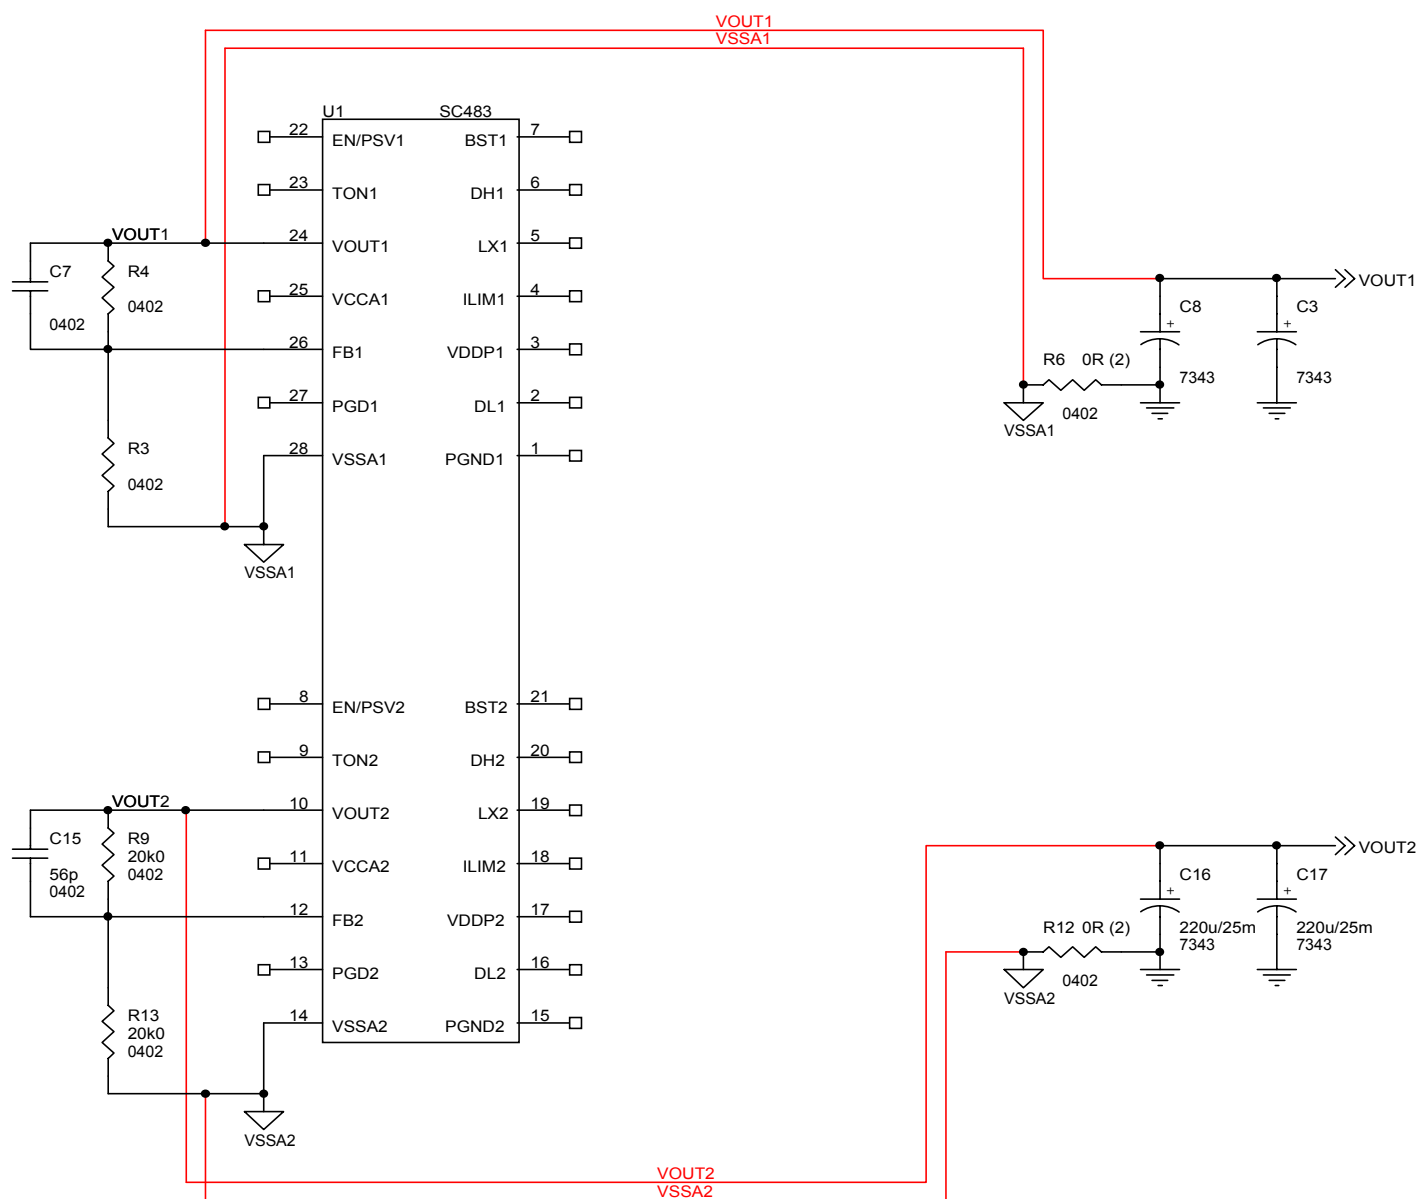 VOUT1
VSSA1
U1 SC483
22 EN/PSV1 BST1 7
23 TON1 DH1 6
VOUT1 24 VOUT1 LX1 5
C7 R4
25 VCCA1 ILIM1 4
0402 0402
26 FB1 VDDP1 3
27 PGD1 DL1 2
R3 28 VSSA1 PGND1 1
0402
VSSA1
VOUT1
C8 C3
+ +
R6 0R (2)
7343 7343
0402
VSSA1
8 EN/PSV2 BST2 21
9 TON2 DH2 20
VOUT2 10 VOUT2 LX2 19
C15 R9
20k0
56p 0402
0402
11 VCCA2 ILIM2 18
12 FB2 VDDP2 17
13 PGD2 DL2 16
R13 14 VSSA2 PGND2 15
20k0
0402
VSSA2
VOUT2
C16 C17
+ +
R12 0R (2) 220u/25m 220u/25m
7343 7343
0402
VSSA2
VOUT2
VSSA2